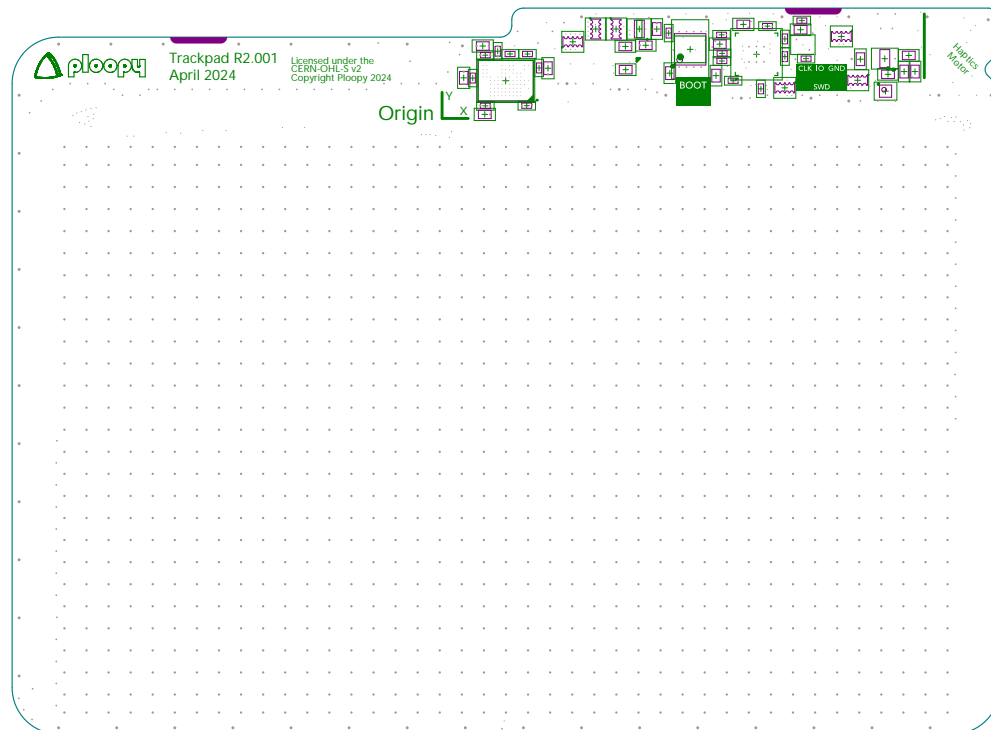 ploopy
Trackpad R2.001
April 2024
Licensed under the
CERN-OHL-S v2
Copyright Ploopy 2024
Origin
Y
X
BOOT
CLK IO GND
SWD
Haptics
Motor